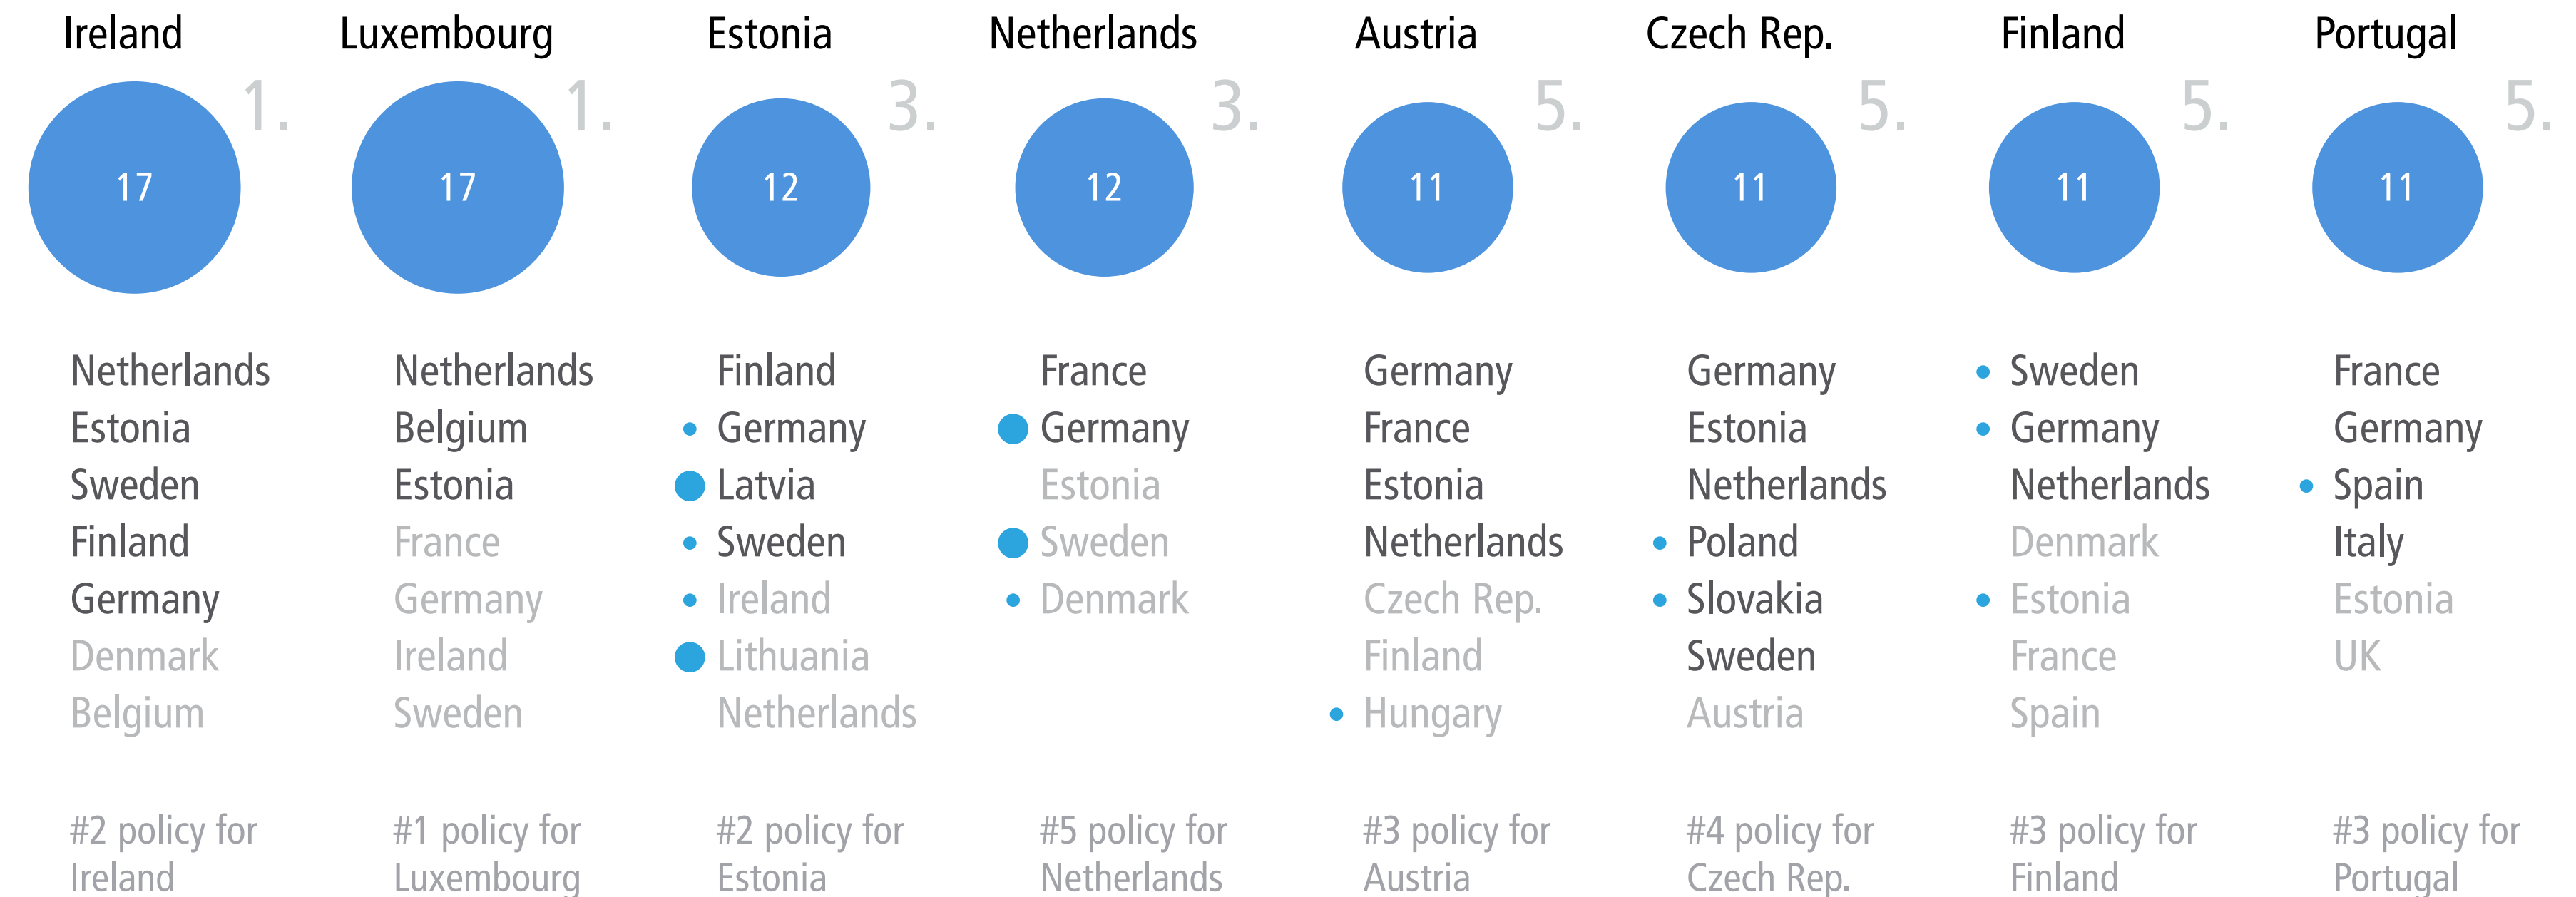 Ireland
1.
17
Netherlands
Estonia
Sweden
Finland
Germany
Denmark
Belgium
#2 policy for
Ireland
Luxembourg
1.
17
Netherlands
Belgium
Estonia
France
Germany
Ireland
Sweden
#1 policy for
Luxembourg
Estonia
3.
12
Finland
Germany
Latvia
Sweden
Ireland
Lithuania
Netherlands
#2 policy for
Estonia
Netherlands
3.
12
France
Germany
Estonia
Sweden
Denmark
#5 policy for
Netherlands
Austria
5.
11
Germany
France
Estonia
Netherlands
Czech Rep.
Finland
Hungary
#3 policy for
Austria
Czech Rep.
5.
11
Germany
Estonia
Netherlands
Poland
Slovakia
Sweden
Austria
#4 policy for
Czech Rep.
Finland
5.
11
Sweden
Germany
Netherlands
Denmark
Estonia
France
Spain
#3 policy for
Finland
Portugal
5.
11
France
Germany
Spain
Italy
Estonia
UK
#3 policy for
Portugal